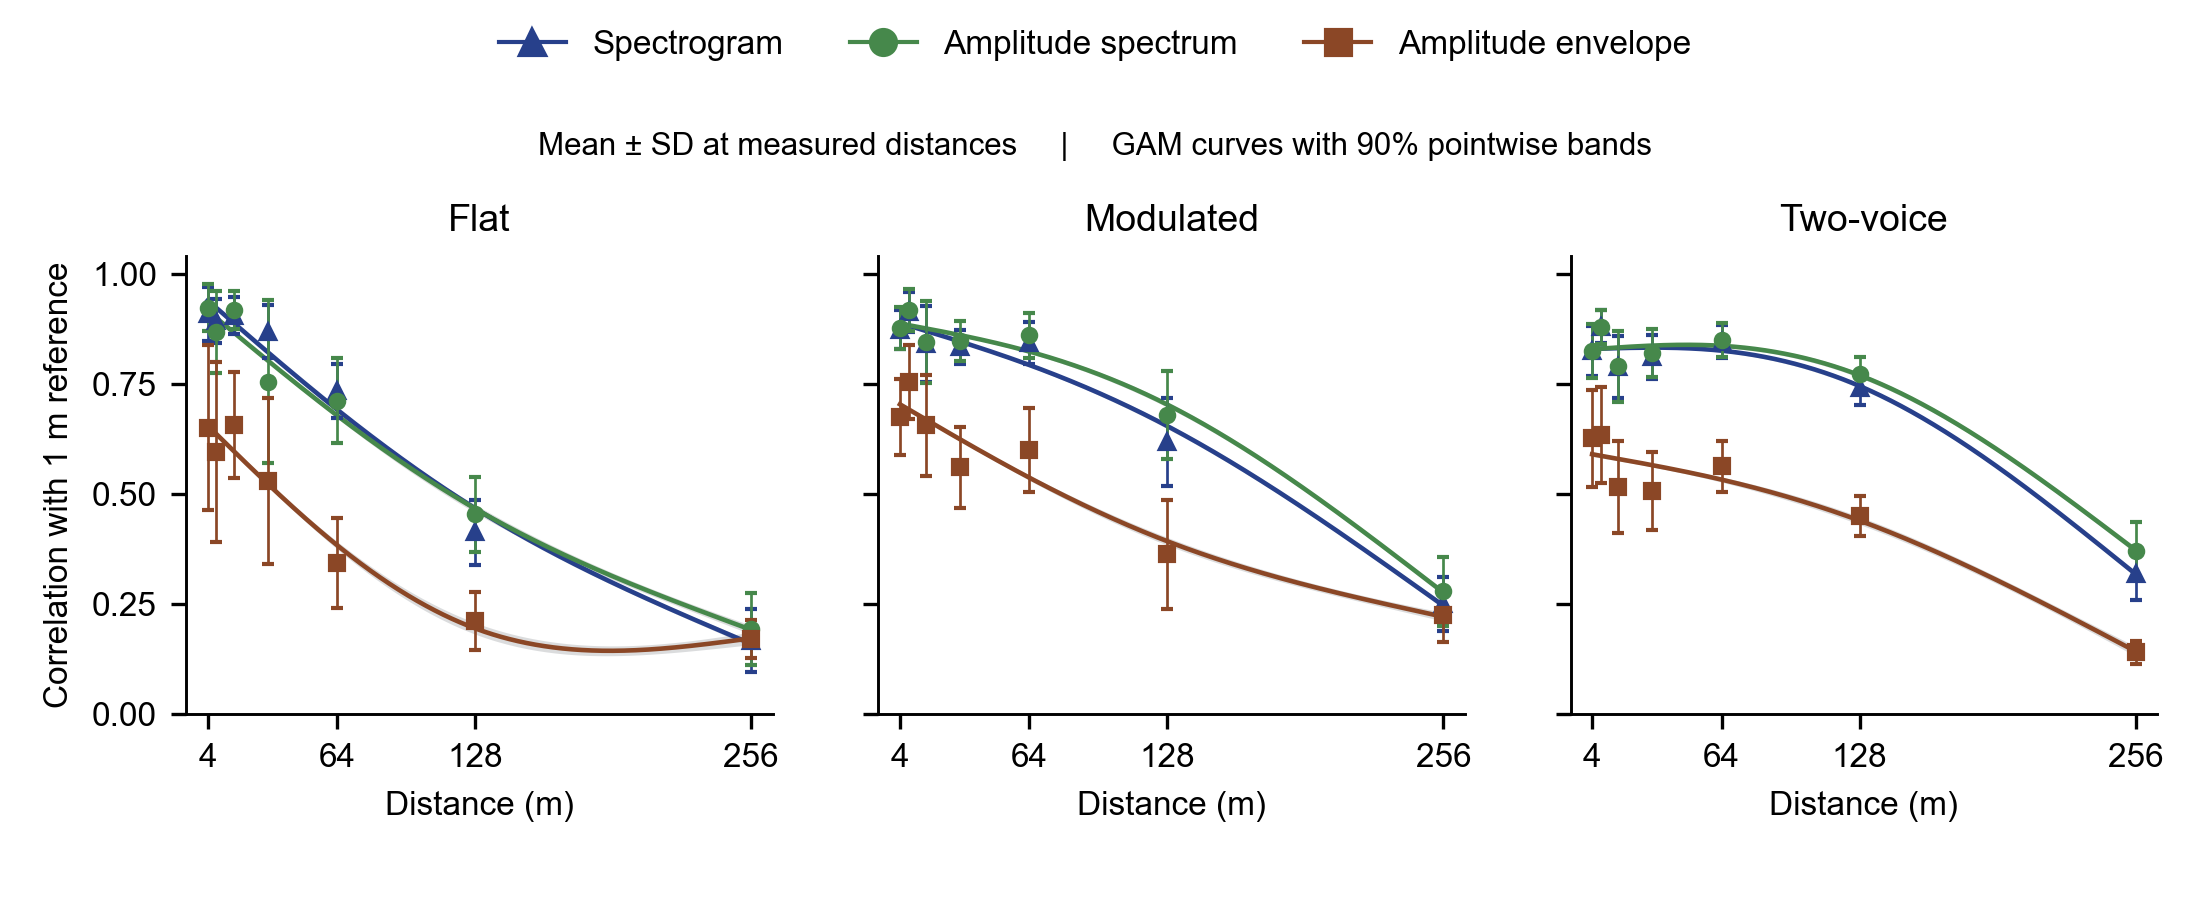 Spectrogram Amplitude spectrum Amplitude envelope
Mean ± SD at measured distances | GAM curves with 90% pointwise bands
Flat Modulated Two-voice
Correlation with 1 m reference
1.00
0.75
0.50
0.25
0.00
4 64 128 256 4 64 128 256 4 64 128 256
Distance (m) Distance (m) Distance (m)